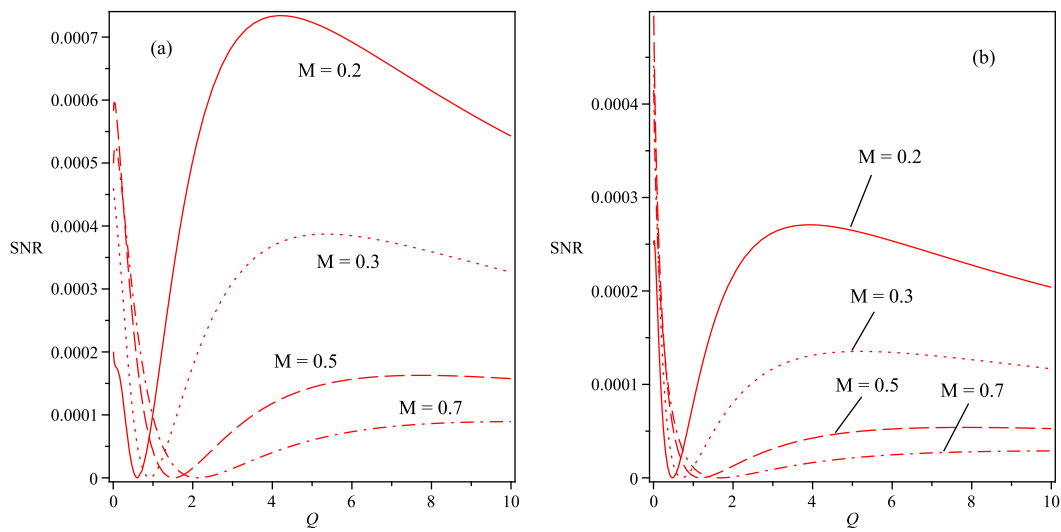 (a)
0.0007
M = 0.2
0.0006
0.0005
SNR
0.0004
M = 0.3
0.0003
0.0002
M = 0.5
M = 0.7
0.0001
0
0 2 4 6 8 10
Q
(b)
0.0004
M = 0.2
0.0003
SNR
M = 0.3
0.0002
M = 0.5
M = 0.7
0.0001
0
0 2 4 6 8 10
Q